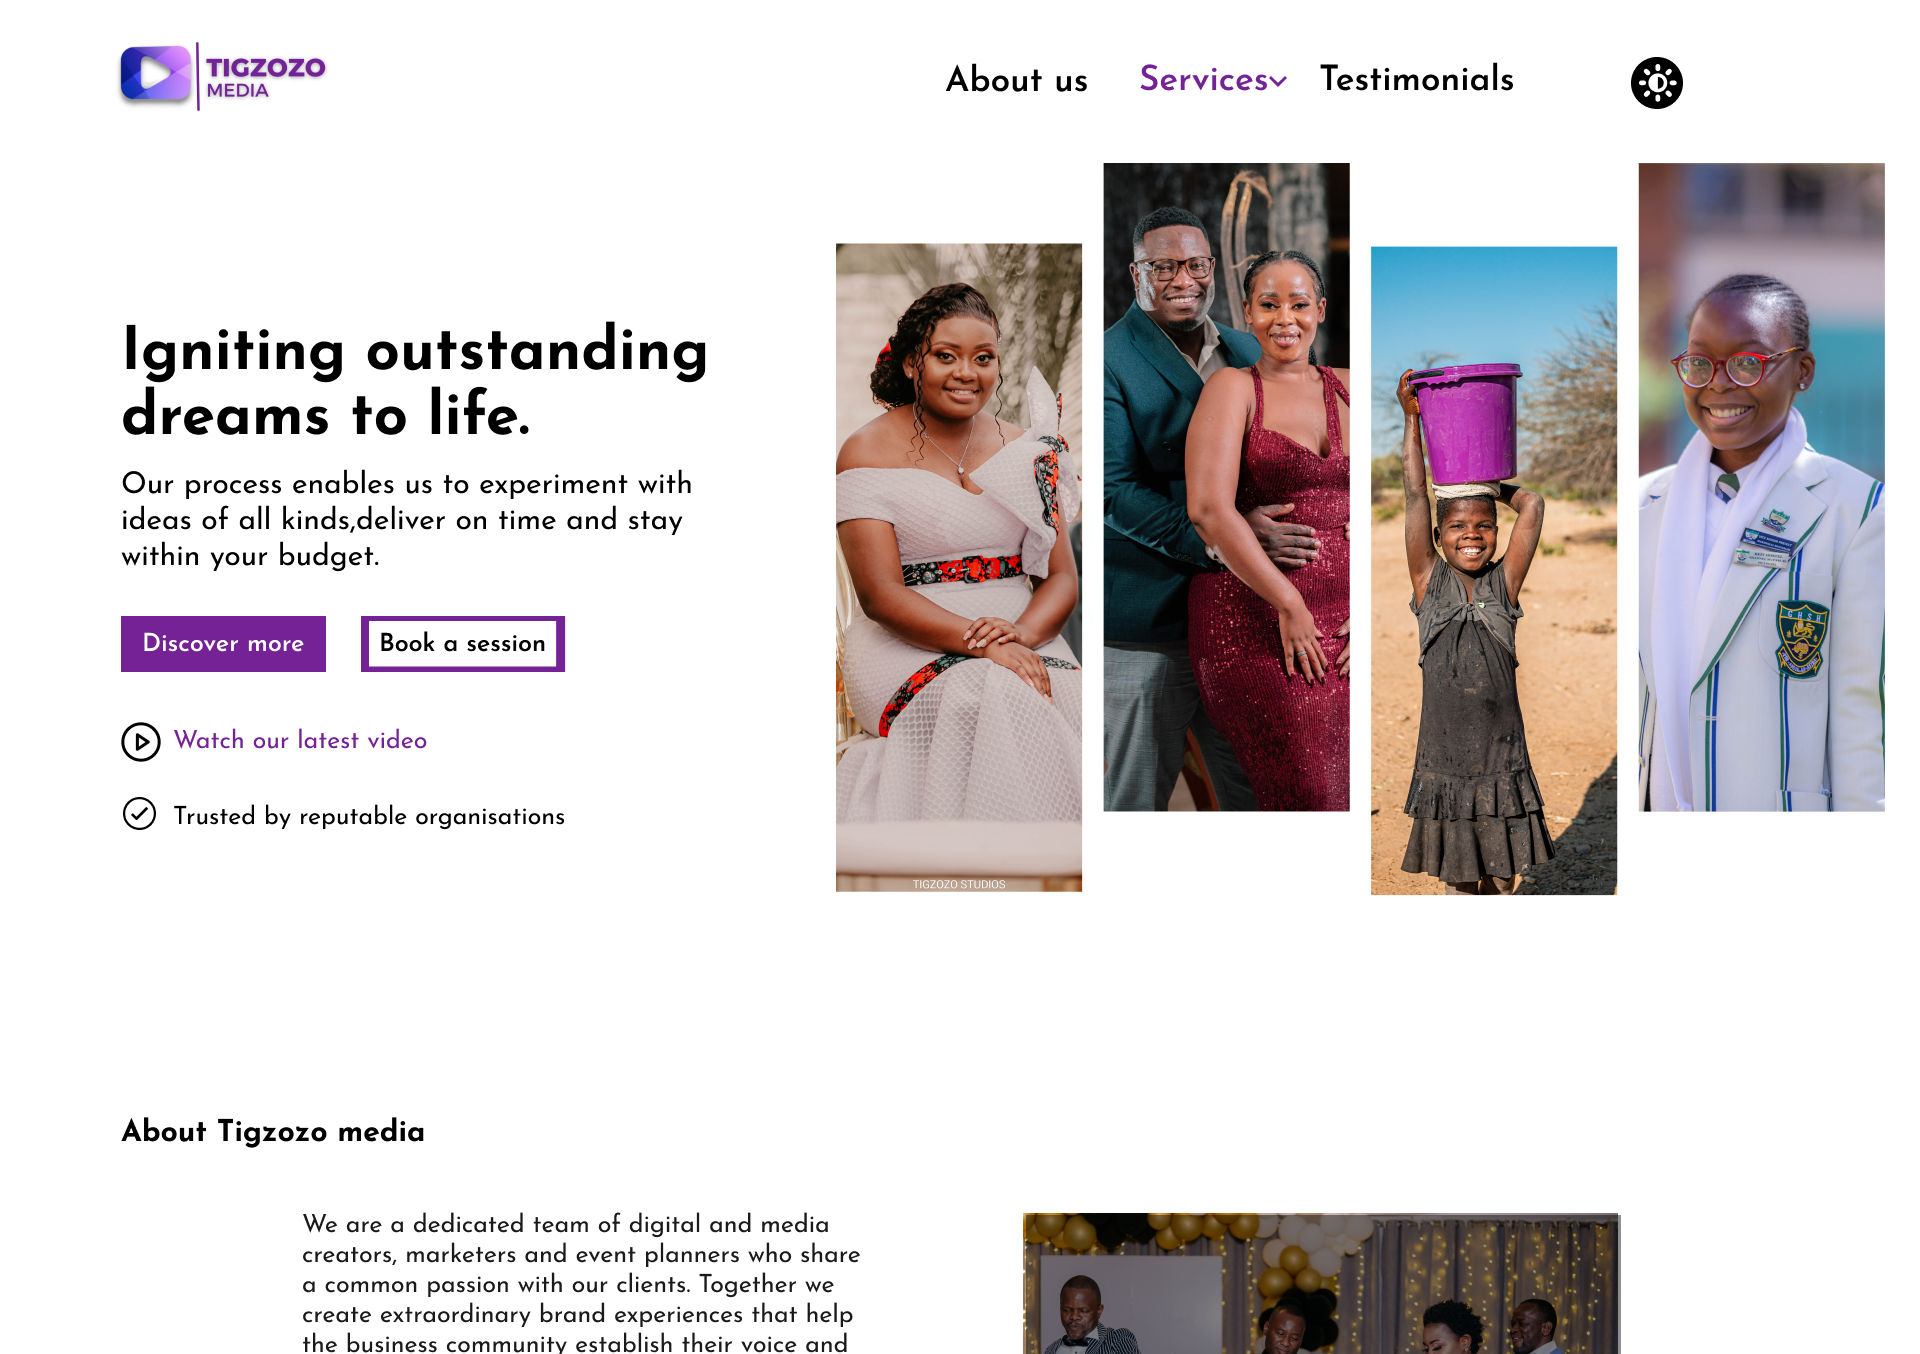 TIGZOZO
MEDIA
About us
Services
Testimonials
Igniting outstanding
dreams to life.
Our process enables us to experiment with
ideas of all kinds,deliver on time and stay
within your budget.
Discover more
Book a session
Watch our latest video
Trusted by reputable organisations
TIGZOZO STUDIOS
GHSH
About Tigzozo media
We are a dedicated team of digital and media
creators, marketers and event planners who share
a common passion with our clients. Together we
create extraordinary brand experiences that help
the business community establish their voice and